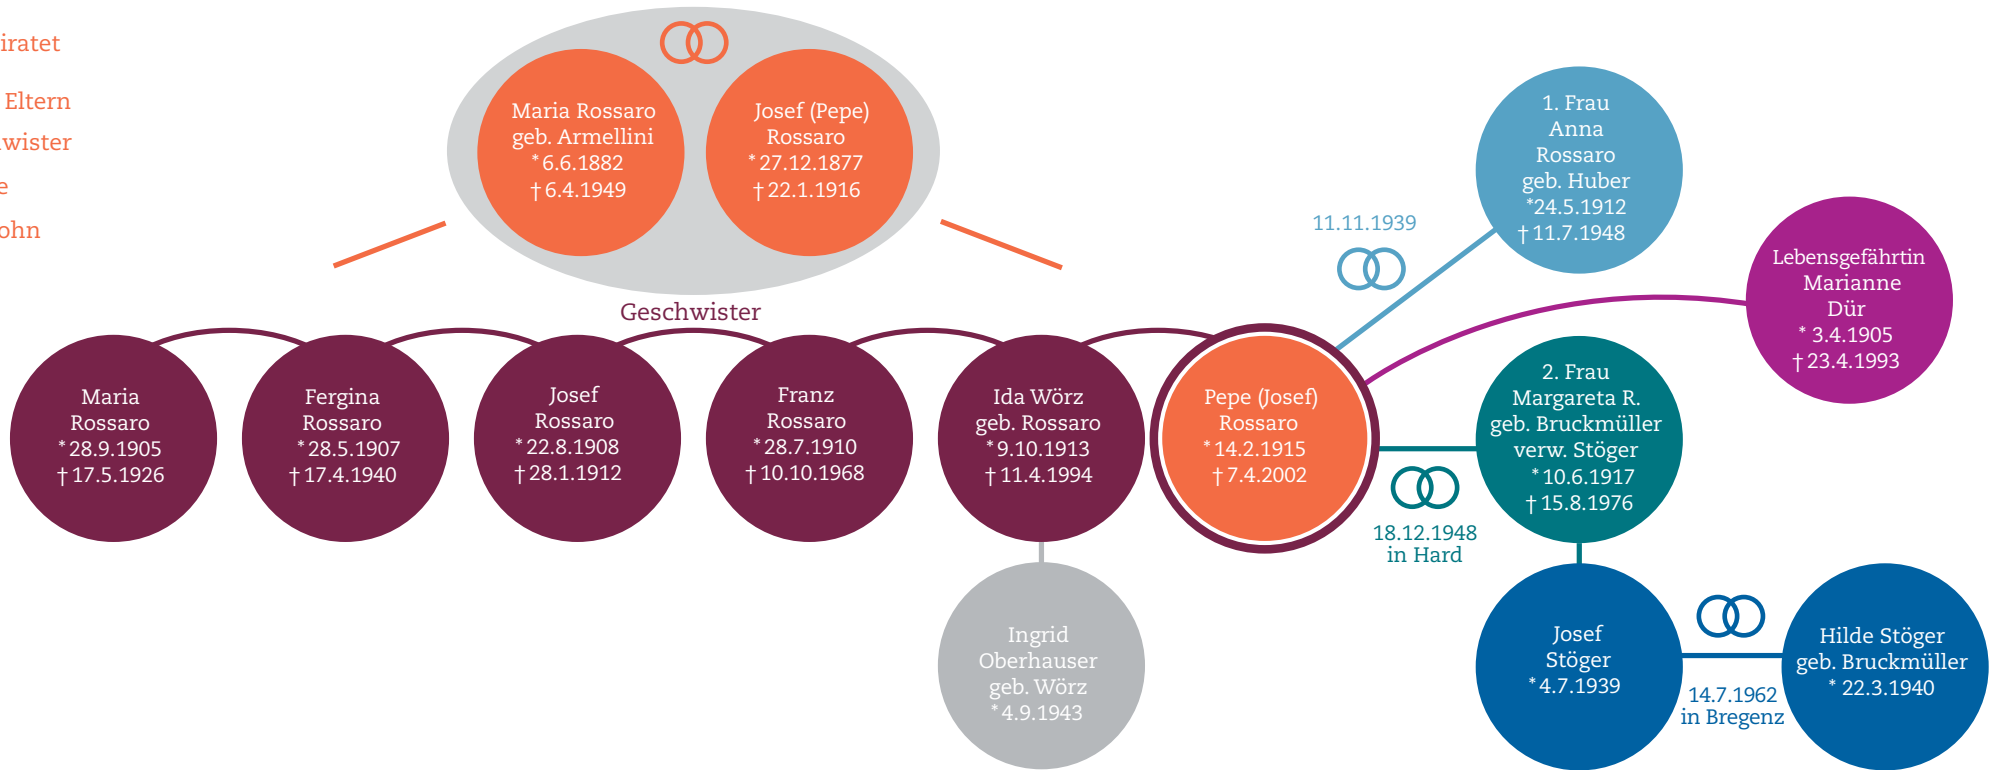 iratet
Eltern
wister
e
ohn
Maria Rossaro
geb. Armellini
*6.6.1882
†6.4.1949
Josef (Pepe)
Rossaro
*27.12.1877
†22.1.1916
Geschwister
Maria
Rossaro
*28.9.1905
†17.5.1926
Fergina
Rossaro
*28.5.1907
†17.4.1940
Josef
Rossaro
*22.8.1908
†28.1.1912
Franz
Rossaro
*28.7.1910
†10.10.1968
Ida Wörz
geb. Rossaro
*9.10.1913
†11.4.1994
Pepe (Josef)
Rossaro
*14.2.1915
†7.4.2002
11.11.1939
1. Frau
Anna
Rossaro
geb. Huber
*24.5.1912
†11.7.1948
Lebensgefährtin
Marianne
Dür
* 3.4.1905
†23.4.1993
2. Frau
Margareta R.
geb. Bruckmüller
verw. Stöger
*10.6.1917
†15.8.1976
18.12.1948
in Hard
Ingrid
Oberhauser
geb. Wörz
*4.9.1943
Josef
Stöger
*4.7.1939
14.7.1962
in Bregenz
Hilde Stöger
geb. Bruckmüller
* 22.3.1940